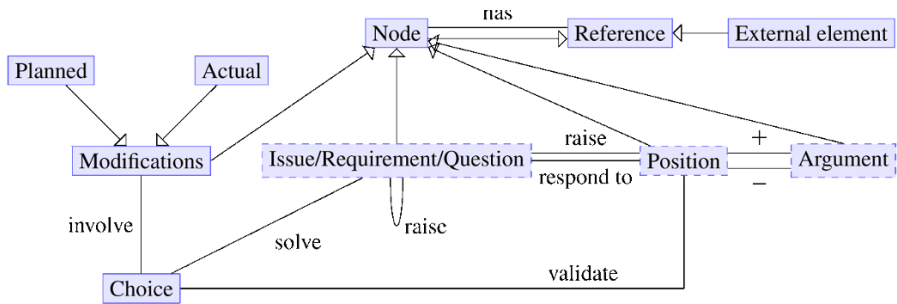 has
Node
Reference
External element
Planned
Actual
Modifications
Issue/Requirement/Question
raise
respond to
Position
+
−
Argument
involve
solve
raise
Choice
validate